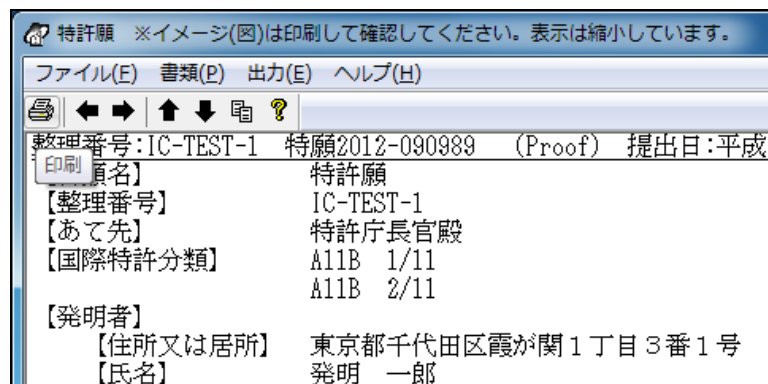 特許願 ※イメージ(図)は印刷して確認してください。表示は縮小しています。
ファイル(F) 書類(P) 出力(E) ヘルプ(H)
整理番号:IC-TEST-1 特願2012-090989 (Proof) 提出日:平成
印刷
類名】 特許願
【整理番号】 IC-TEST-1
【あて先】 特許庁長官殿
【国際特許分類】 A11B 1/11
A11B 2/11
【発明者】
【住所又は居所】 東京都千代田区霞が関1丁目3番1号
【氏名】 発明 一郎